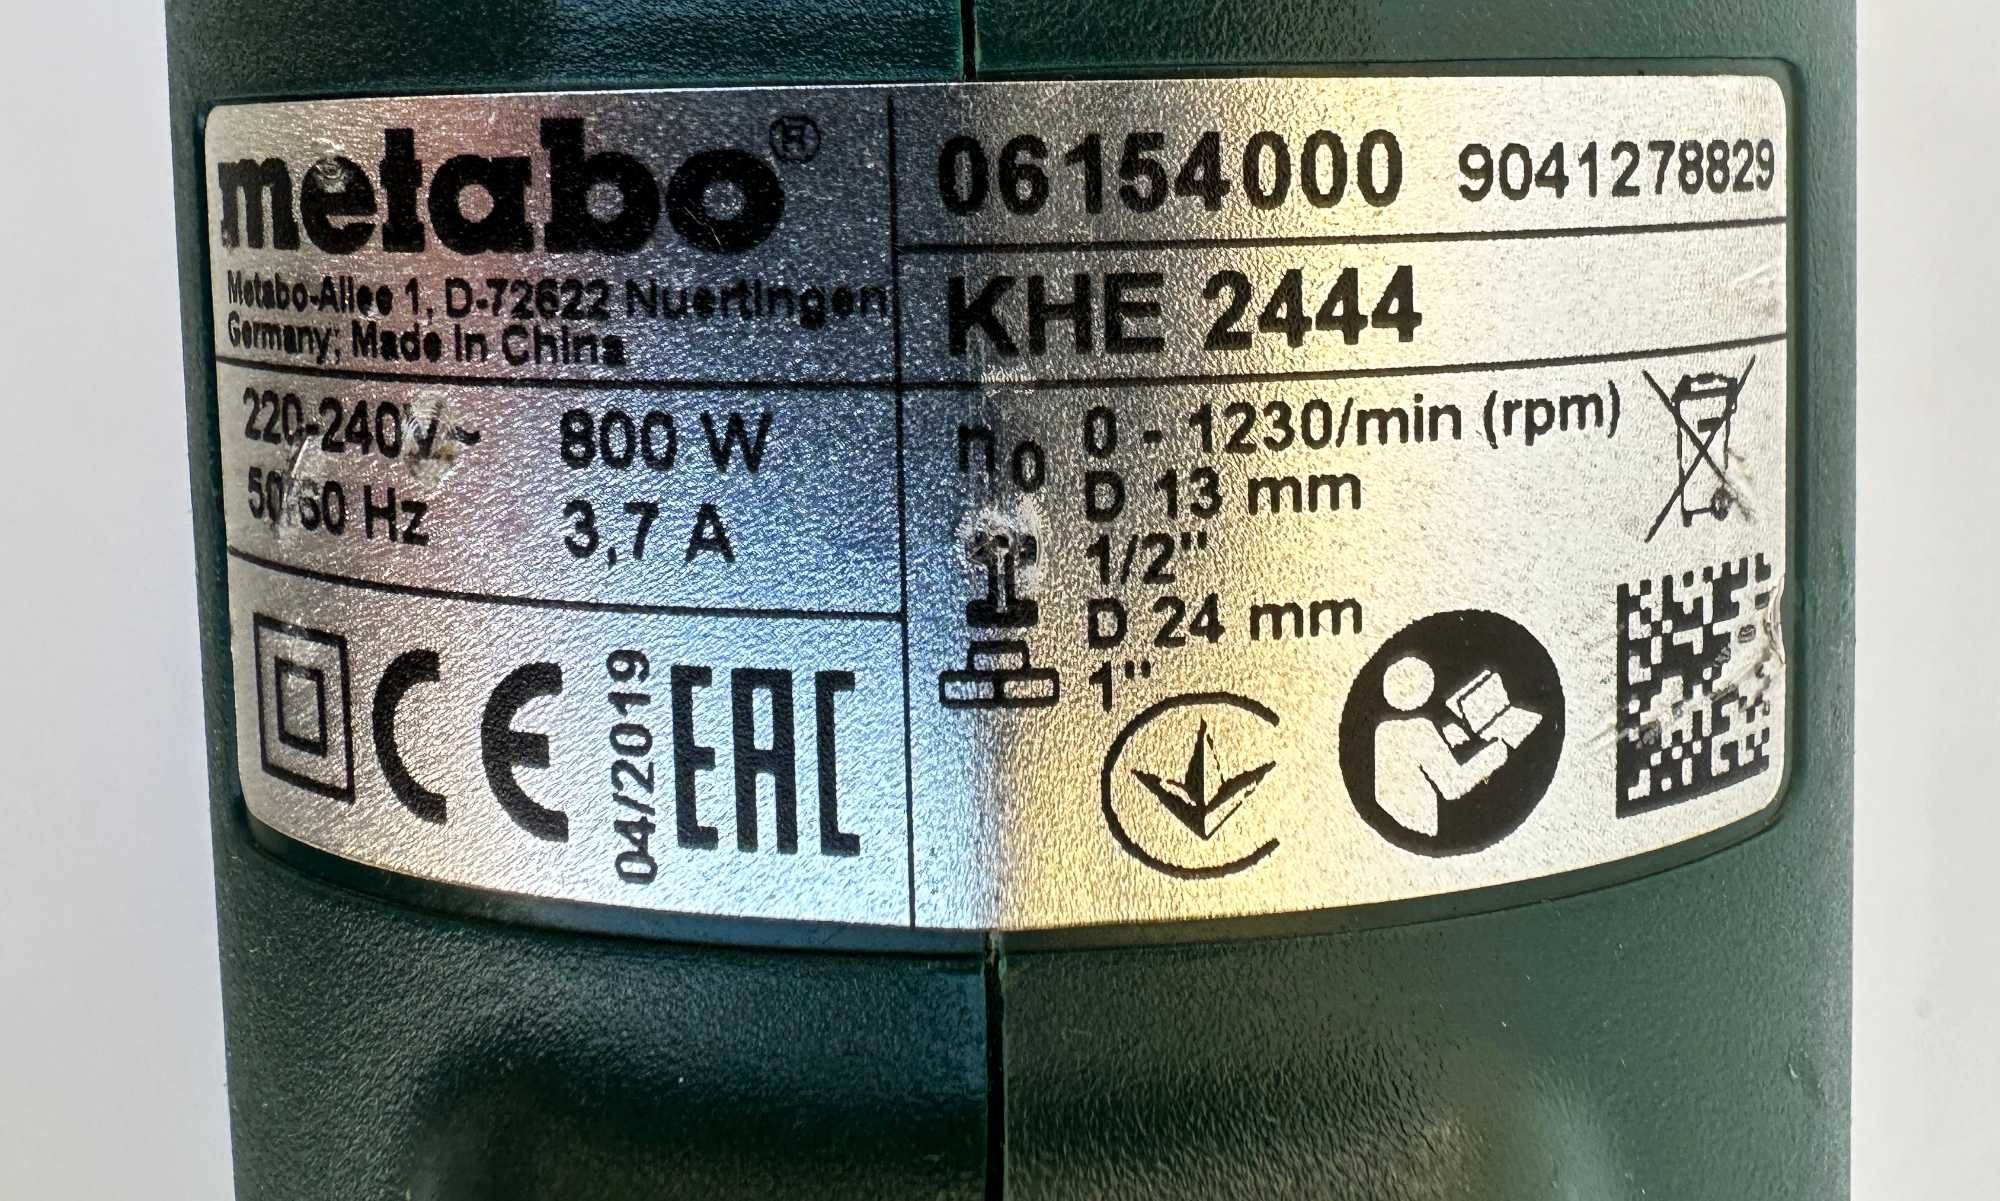 metabo®
Metabo-Allee 1, D-72622 Nuertingen
Germany; Made in China
220-240V~ 800 W
50/60 Hz 3,7 A
CE
04/2019
EAC
06154000 9041278829
KHE 2444
n0 0 - 1230/min (rpm)
D 13 mm
1/2"
D 24 mm
1"